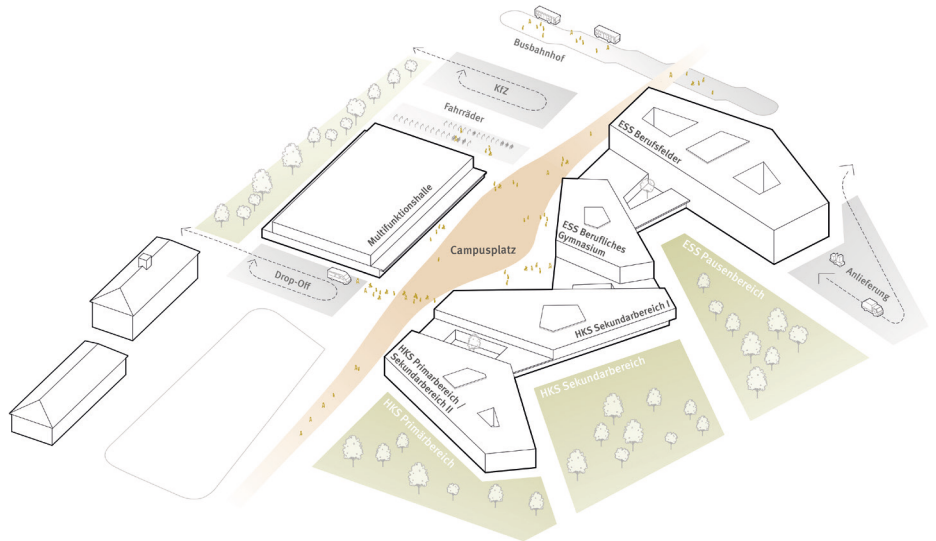 Busbahnhof
KfZ
Fahrräder
ESS Berufsfelder
Multifunktionshalle
ESS Berufliches
Gymnasium
Campusplatz
ESS Pausenbereich
Anlieferung
Drop-Off
HKS Sekundarbereich I
HKS Primarbereich /
Sekundarbereich II
HKS Sekundarbereich
HKS Primärbereich